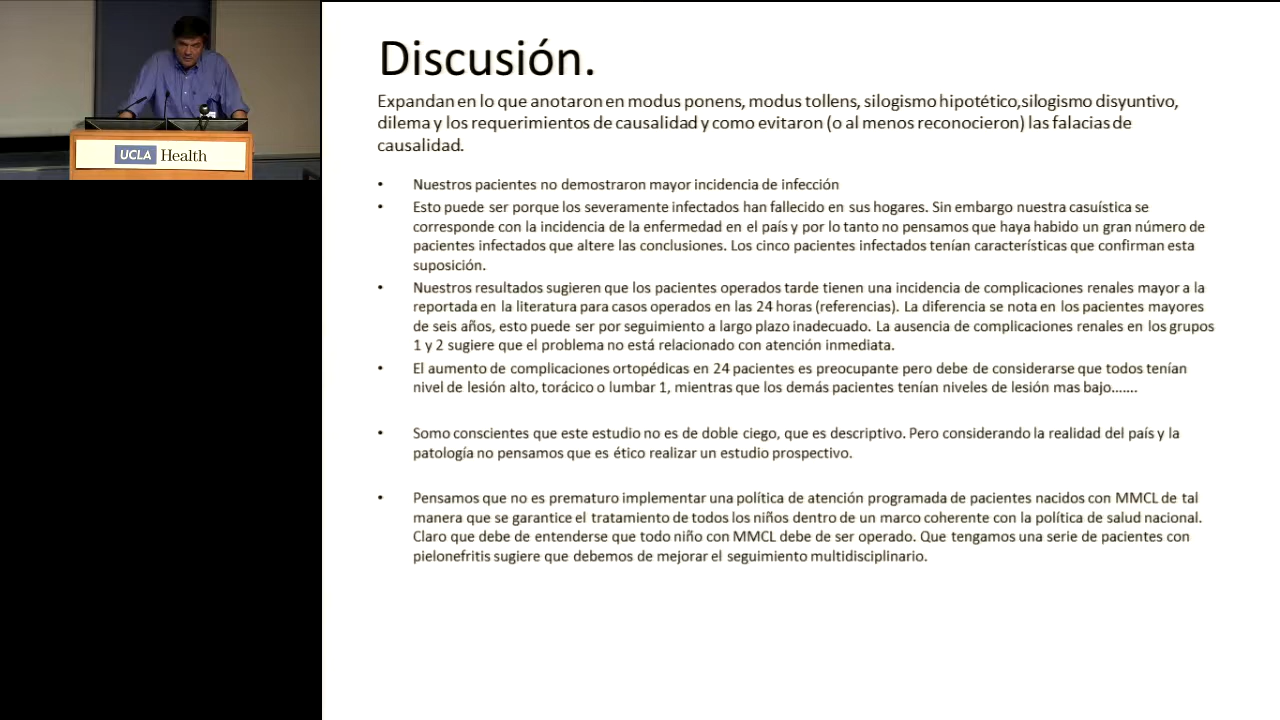 UCLA Health
Discusión.
Expandan en lo que anotaron en modus ponens, modus tollens, silogismo hipotético,silogismo disyuntivo,
dilema y los requerimientos de causalidad y como evitaron (o al menos reconocieron) las falacias de
causalidad.
• Nuestros pacientes no demostraron mayor incidencia de infección
• Esto puede ser porque los severamente infectados han fallecido en sus hogares. Sin embargo nuestra casuística se
corresponde con la incidencia de la enfermedad en el país y por lo tanto no pensamos que haya habido un gran número de
pacientes infectados que altere las conclusiones. Los cinco pacientes infectados tenían características que confirman esta
suposición.
• Nuestros resultados sugieren que los pacientes operados tarde tienen una incidencia de complicaciones renales mayor a la
reportada en la literatura para casos operados en las 24 horas (referencias). La diferencia se nota en los pacientes mayores
de seis años, esto puede ser por seguimiento a largo plazo inadecuado. La ausencia de complicaciones renales en los grupos
1 y 2 sugiere que el problema no está relacionado con atención inmediata.
• El aumento de complicaciones ortopédicas en 24 pacientes es preocupante pero debe de considerarse que todos tenían
nivel de lesión alto, torácico o lumbar 1, mientras que los demás pacientes tenían niveles de lesión mas bajo.......
• Somo conscientes que este estudio no es de doble ciego, que es descriptivo. Pero considerando la realidad del país y la
patología no pensamos que es ético realizar un estudio prospectivo.
• Pensamos que no es prematuro implementar una política de atención programada de pacientes nacidos con MMCL de tal
manera que se garantice el tratamiento de todos los niños dentro de un marco coherente con la política de salud nacional.
Claro que debe de entenderse que todo niño con MMCL debe de ser operado. Que tengamos una serie de pacientes con
pielonefritis sugiere que debemos de mejorar el seguimiento multidisciplinario.